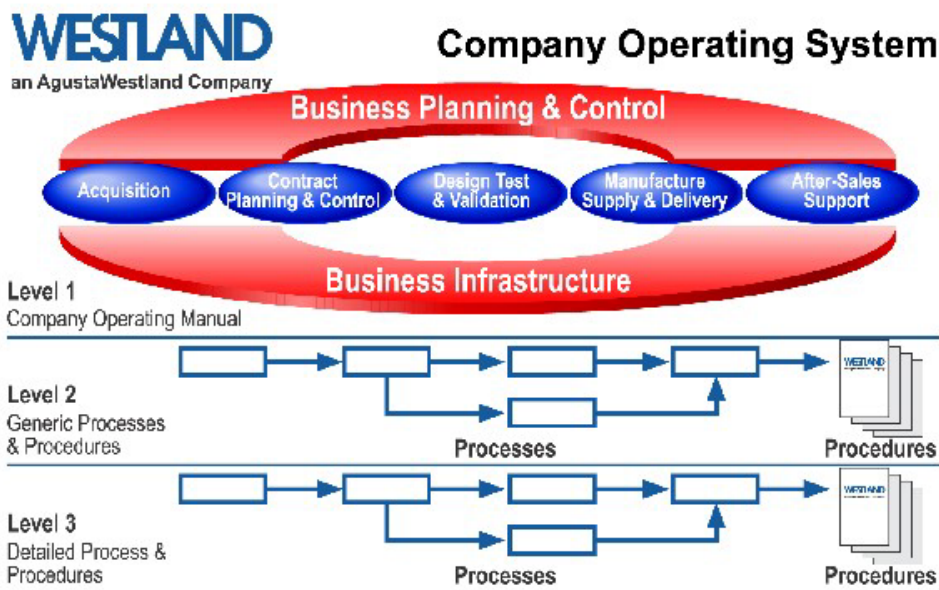 WESTLAND
an AgustaWestland Company
Company Operating System
Business Planning & Control
Acquisition
Contract
Planning & Control
Design Test
& Validation
Manufacture
Supply & Delivery
After-Sales
Support
Business Infrastructure
Level 1
Company Operating Manual
Level 2
Generic Processes
& Procedures
Processes
WESTLAND
Procedures
Level 3
Detailed Process &
Procedures
Processes
WESTLAND
Procedures